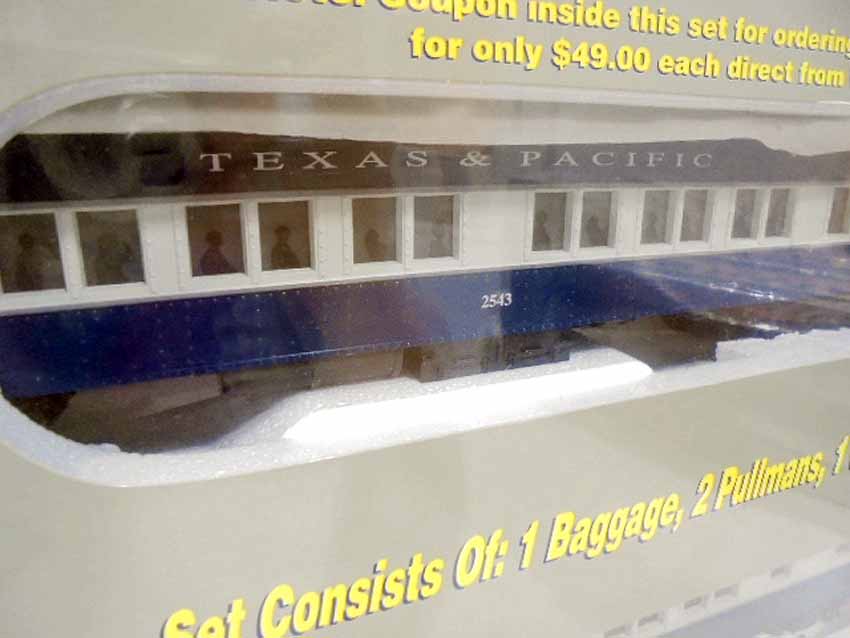 Coupon inside this set for ordering
for only $49.00 each direct from
TEXAS & PACIFIC
2543
Set Consists Of: 1 Baggage, 2 Pullmans, 1